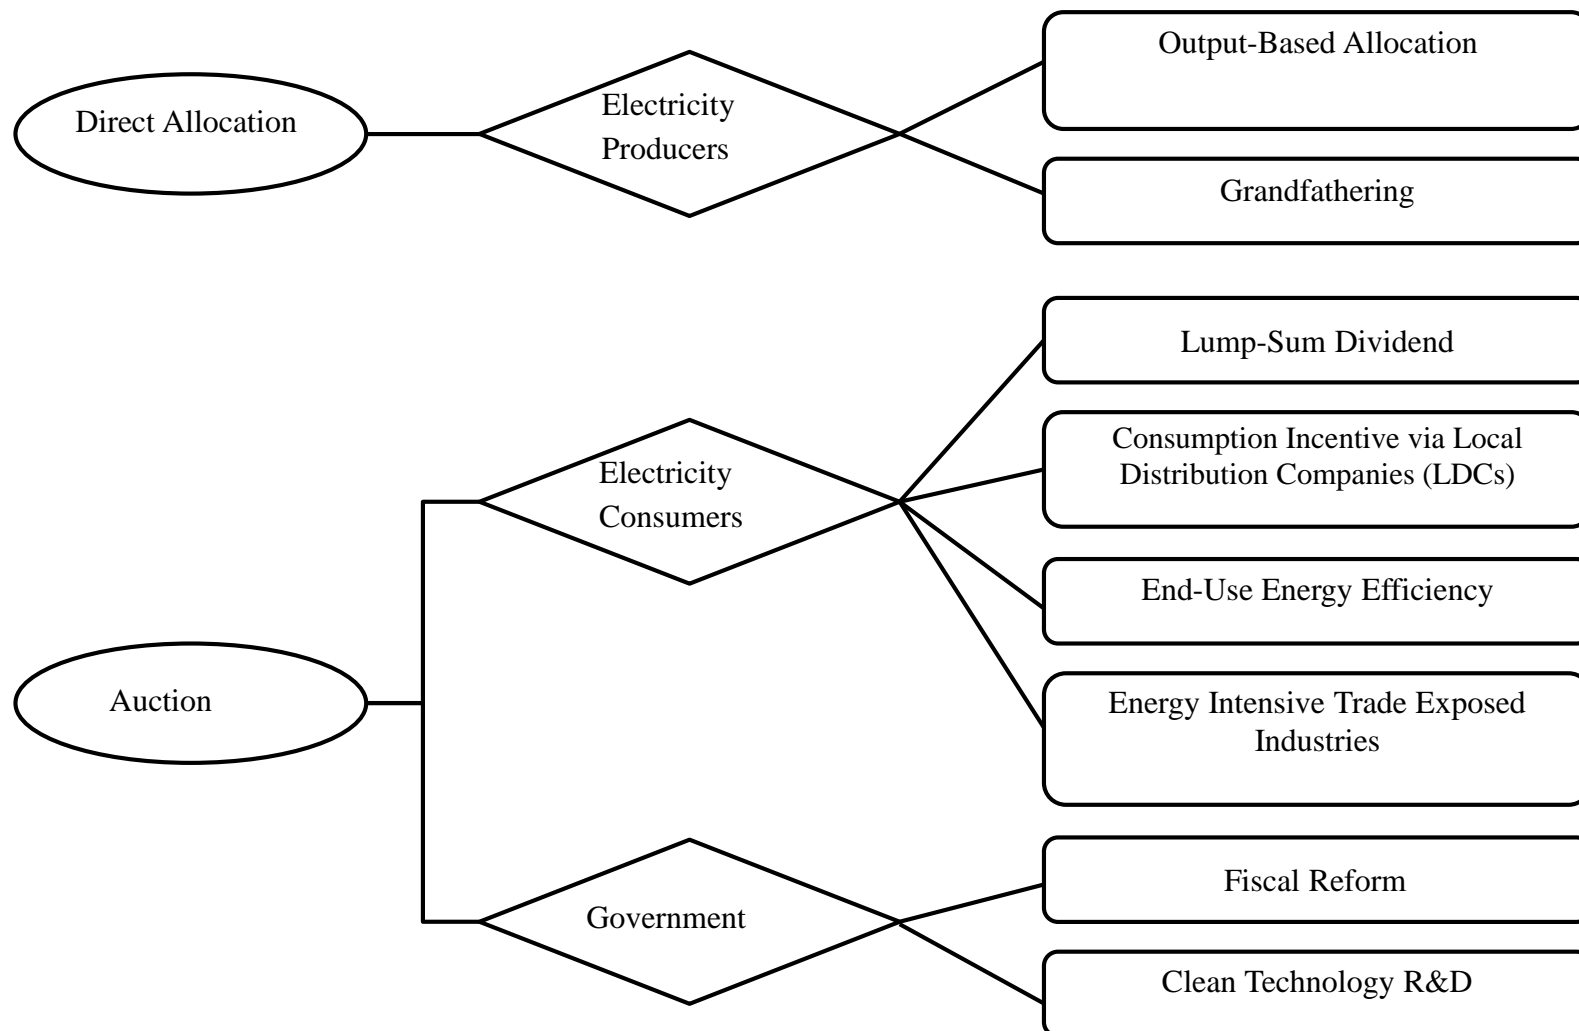 Direct Allocation
Electricity
Producers
Output-Based Allocation
Grandfathering
Auction
Electricity
Consumers
Lump-Sum Dividend
Consumption Incentive via Local
Distribution Companies (LDCs)
End-Use Energy Efficiency
Energy Intensive Trade Exposed
Industries
Government
Fiscal Reform
Clean Technology R&D